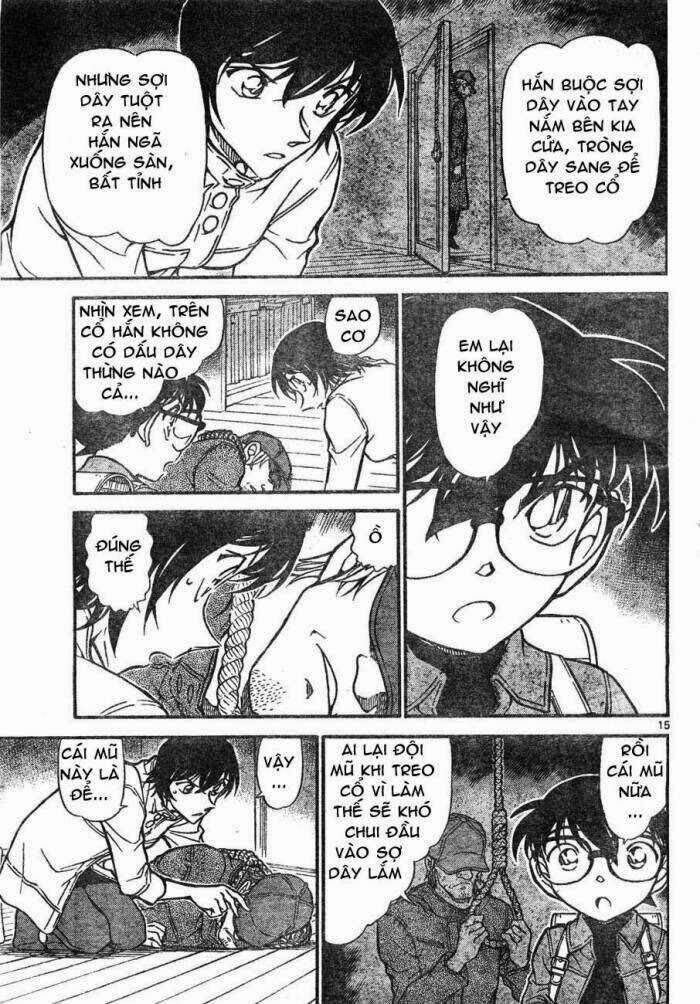 HẮN BUỘC SỢI
DÂY VÀO TAY
NẮM BÊN KIA
CỬA, TRÒNG
DÂY SANG ĐỂ
TREO CỔ
NHƯNG SỢI
DÂY TUỘT
RA NÊN
HẮN NGÃ
XUỐNG SÀN,
BẤT TỈNH
EM LẠI
KHÔNG
NGHĨ
NHƯ
VẬY
SAO
CƠ
NHÌN XEM, TRÊN
CỔ HẮN KHÔNG
CÓ DẤU DÂY
THÙNG NÀO
CẢ...
Ồ
ĐÚNG
THẾ
15
RỒI
CÁI MŨ
NỮA
...
AI LẠI ĐỘI
MŨ KHI TREO
CỔ VÌ LÀM
THẾ SẼ KHÓ
CHUI ĐẦU
VÀO SỢ
DÂY LẮM
VẬY
...
CÁI MŨ
NÀY LÀ
ĐỂ...